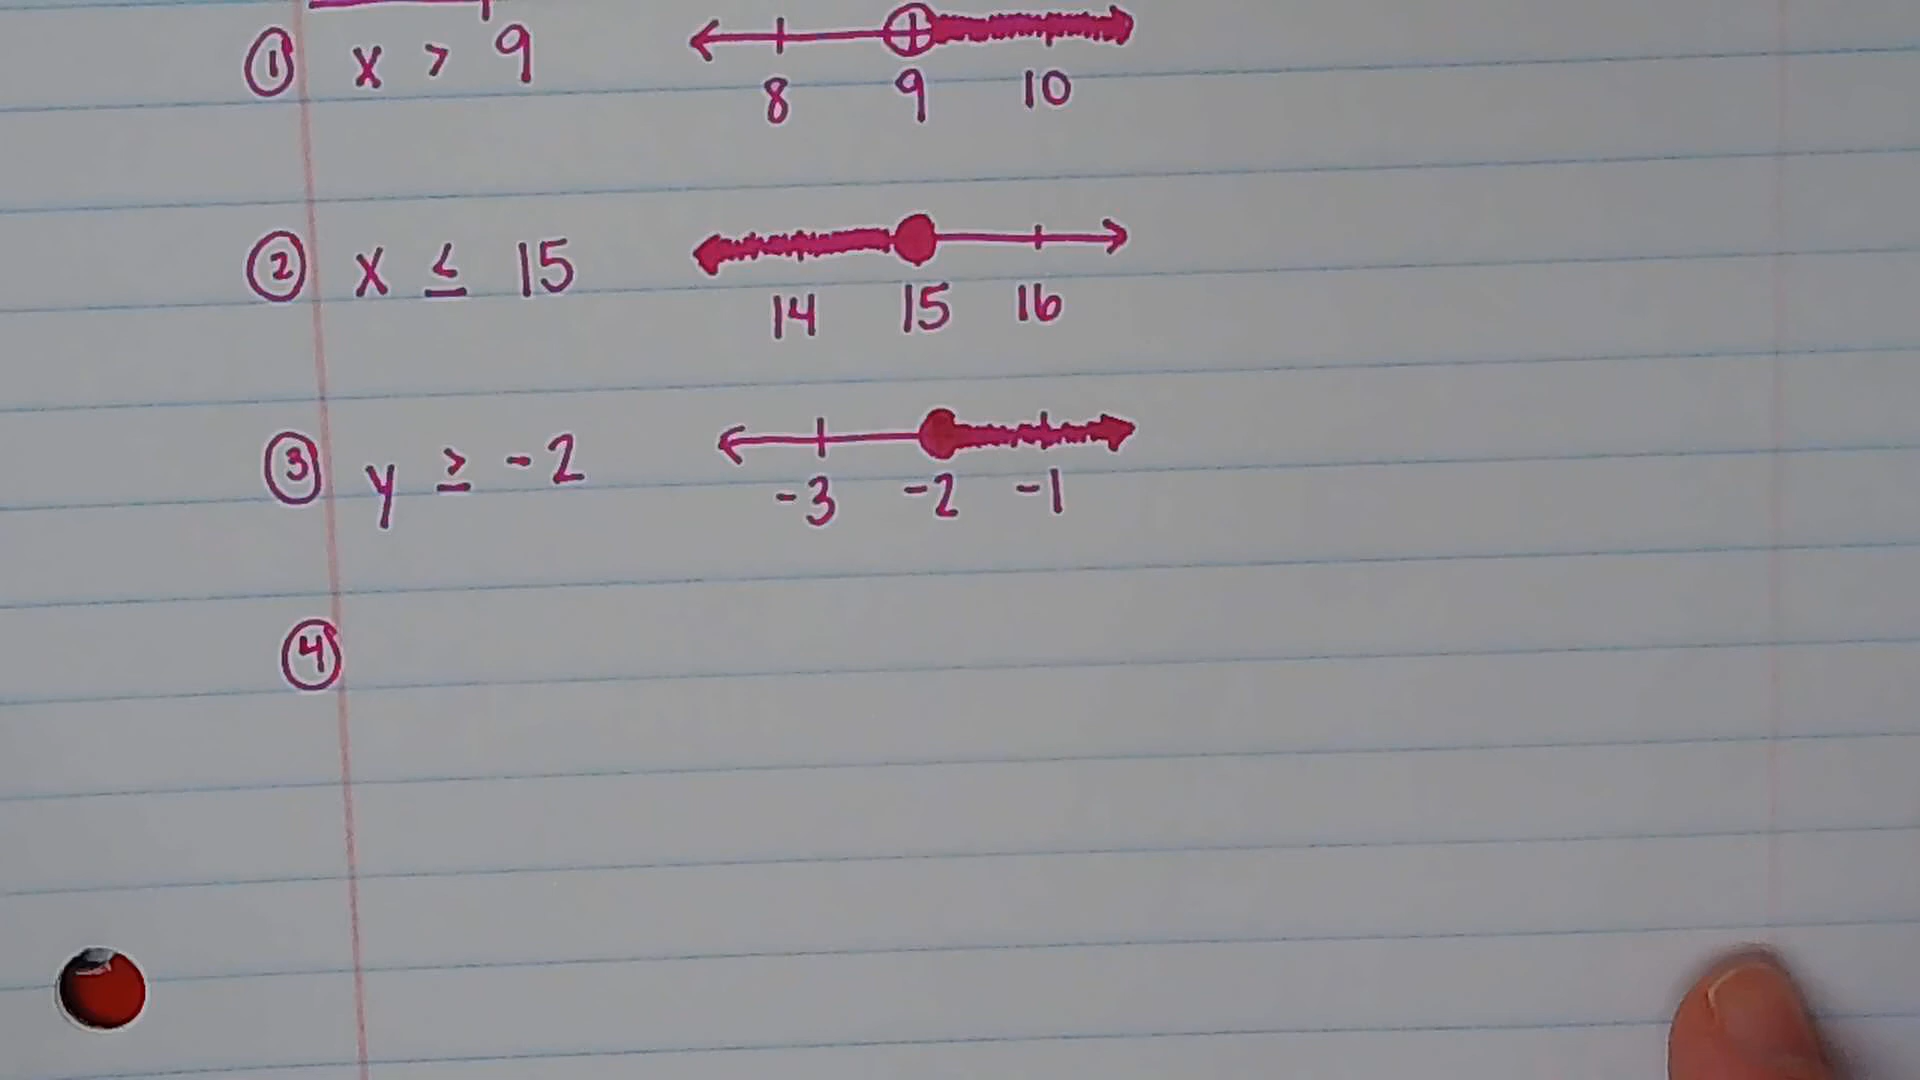 ① x > 9
8 9 10
② x ≤ 15
14 15 16
③ y ≥ -2
-3 -2 -1
④